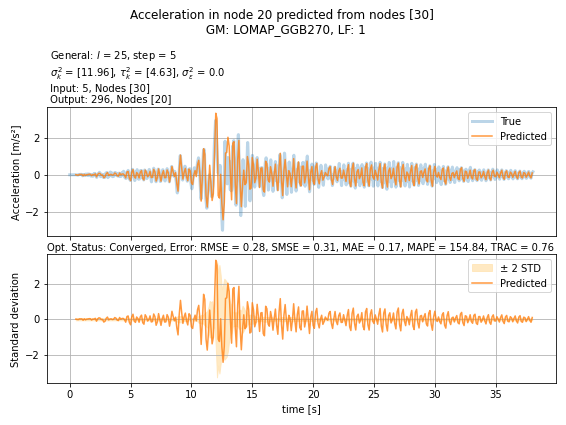 Acceleration in node 20 predicted from nodes [30]
GM: LOMAP_GGB270, LF: 1
General: l = 25, step = 5
σ²ₖ = [11.96], τ²ₖ = [4.63], σ²ε = 0.0
Input: 5, Nodes [30]
Output: 296, Nodes [20]
True
Predicted
2
0
−2
Acceleration [m/s²]
Opt. Status: Converged, Error: RMSE = 0.28, SMSE = 0.31, MAE = 0.17, MAPE = 154.84, TRAC = 0.76
± 2 STD
Predicted
2
0
−2
Standard deviation
0 5 10 15 20 25 30 35
time [s]